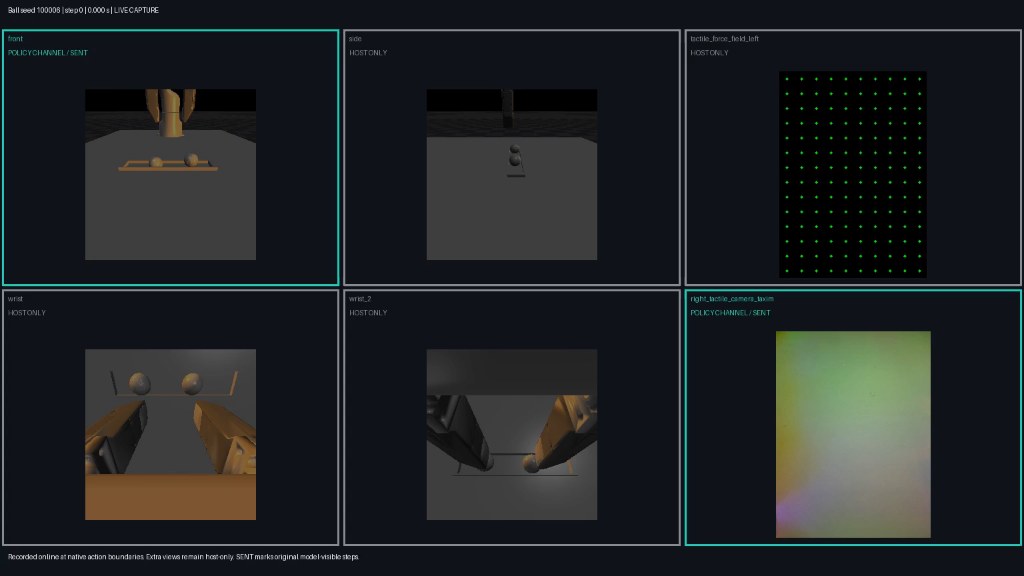 Ball seed 100006 | step 0 | 0.000 s | LIVE CAPTURE
front
POLICY CHANNEL / SENT
side
HOST ONLY
tactile_force_field_left
HOST ONLY
wrist
HOST ONLY
wrist_2
HOST ONLY
right_tactile_camera_taxim
POLICY CHANNEL / SENT
Recorded online at native action boundaries. Extra views remain host-only. SENT marks original model-visible steps.